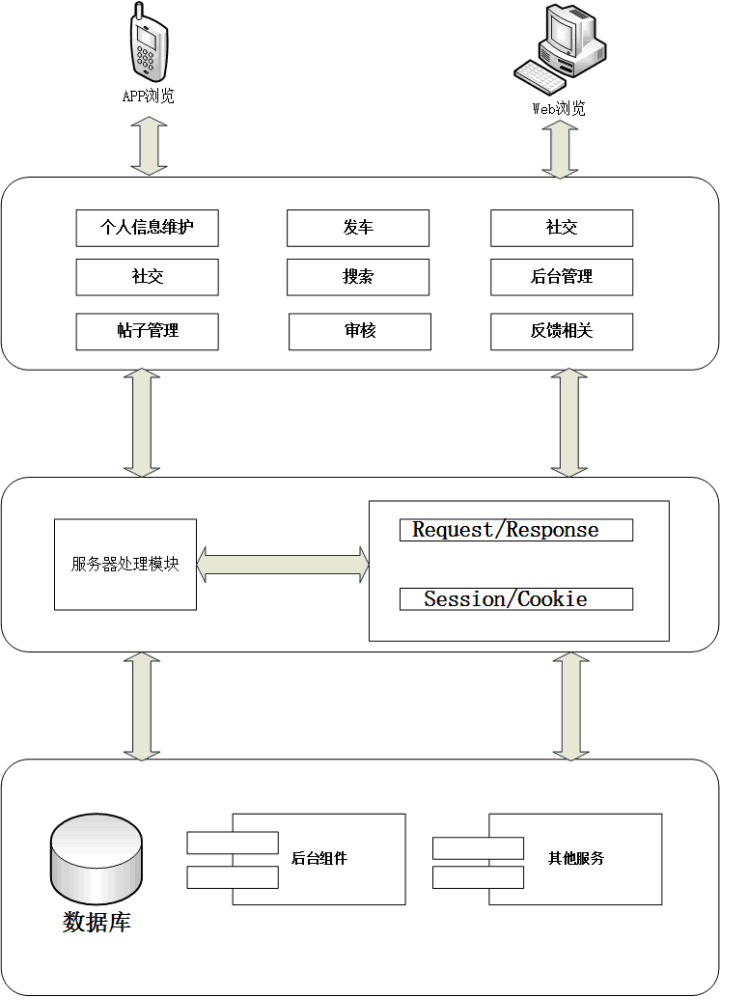 APP浏览
Web浏览
个人信息维护
发车
社交
社交
搜索
后台管理
帖子管理
审核
反馈相关
服务器处理模块
Request/Response
Session/Cookie
数据库
后台组件
其他服务